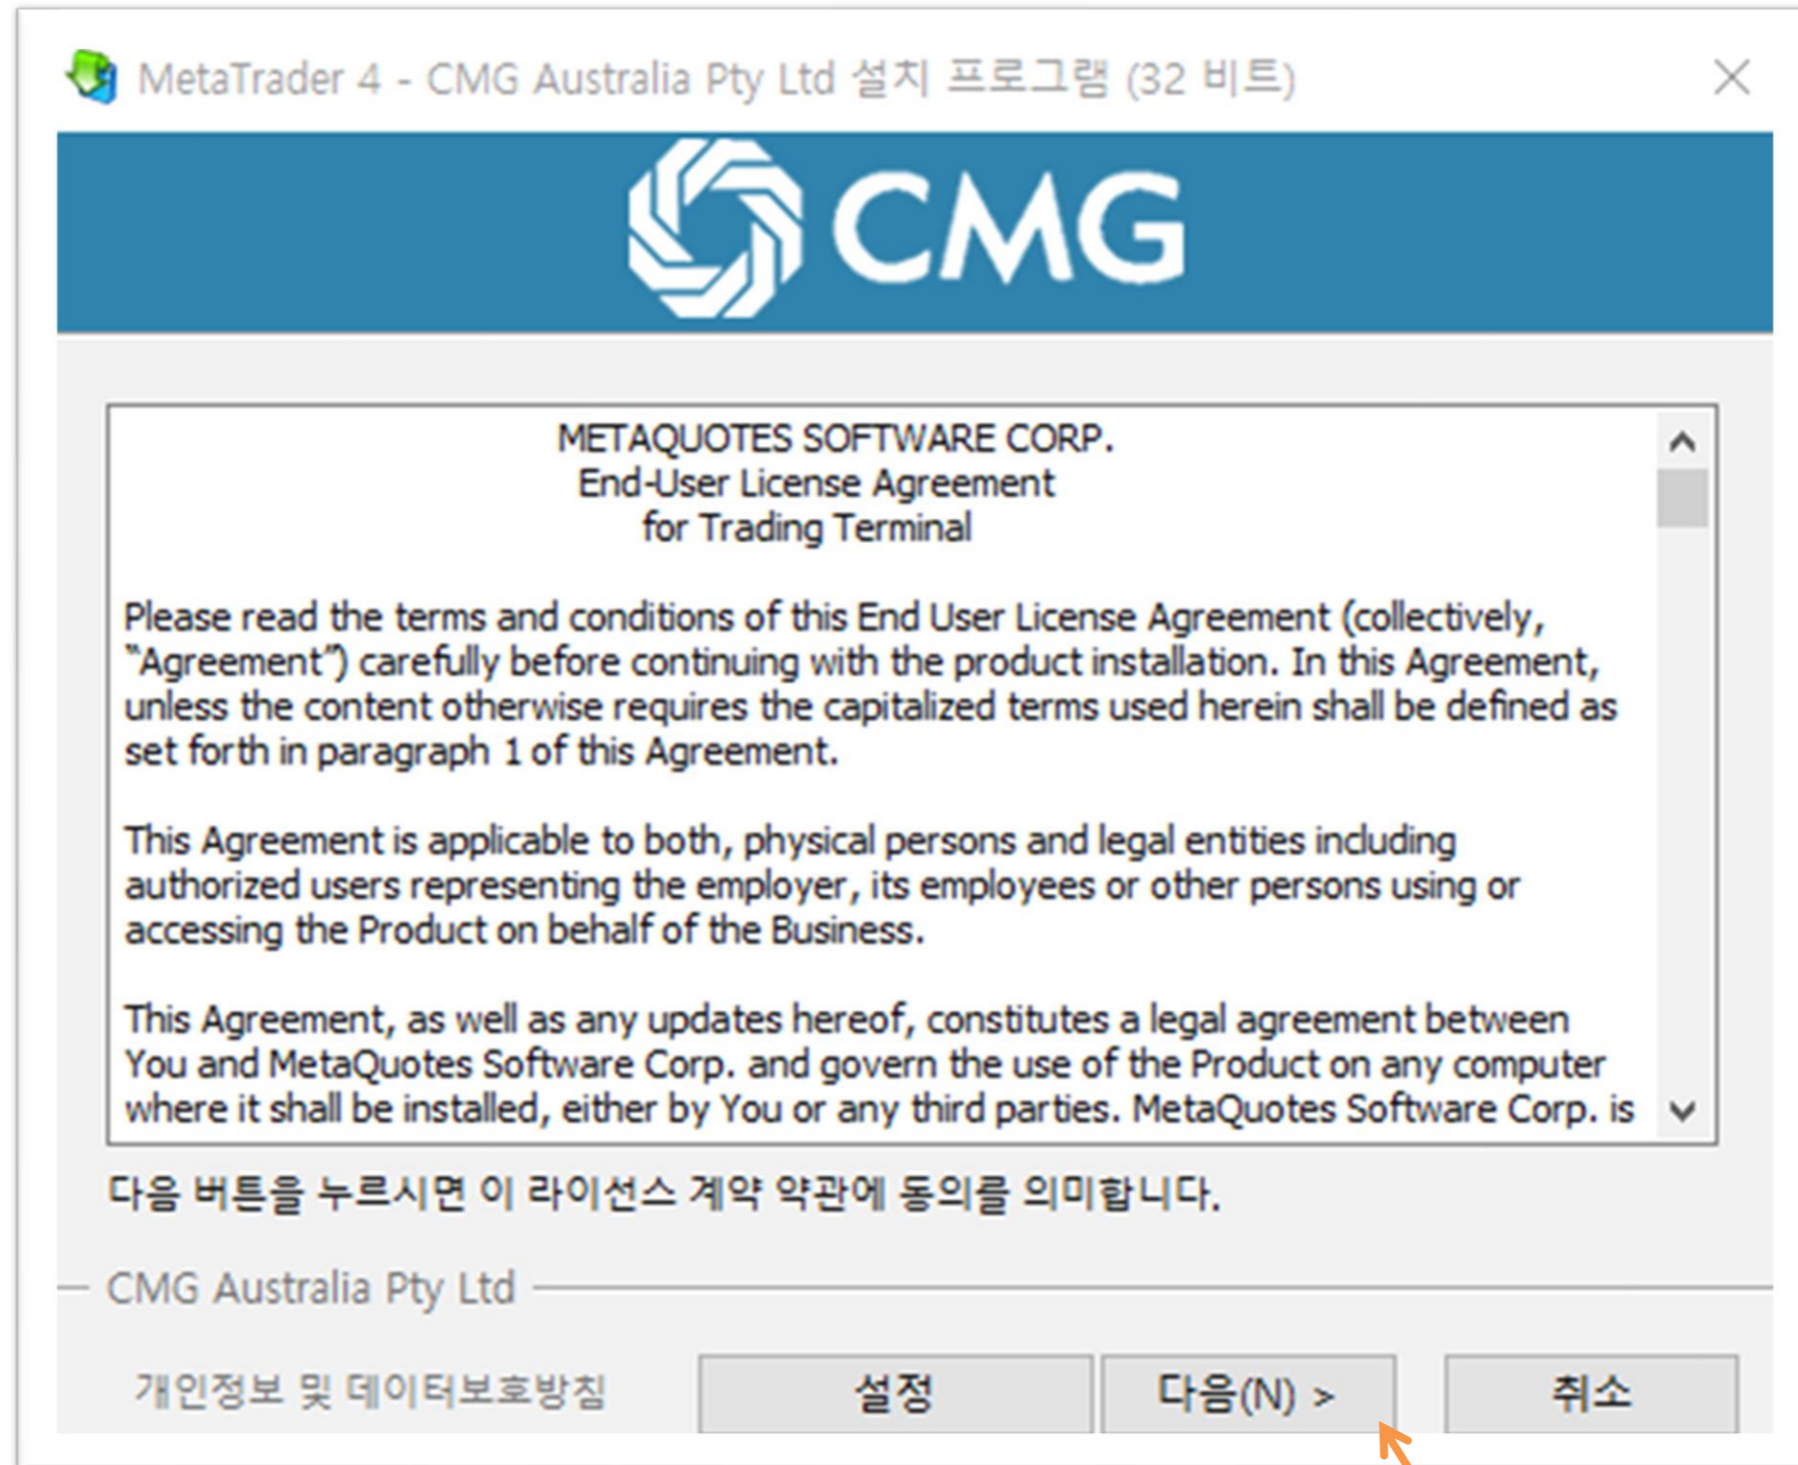 MetaTrader 4 - CMG Australia Pty Ltd 설치 프로그램 (32 비트)
CMG
METAQUOTES SOFTWARE CORP.
End-User License Agreement
for Trading Terminal
Please read the terms and conditions of this End User License Agreement (collectively,
“Agreement”) carefully before continuing with the product installation. In this Agreement,
unless the content otherwise requires the capitalized terms used herein shall be defined as
set forth in paragraph 1 of this Agreement.
This Agreement is applicable to both, physical persons and legal entities including
authorized users representing the employer, its employees or other persons using or
accessing the Product on behalf of the Business.
This Agreement, as well as any updates hereof, constitutes a legal agreement between
You and MetaQuotes Software Corp. and govern the use of the Product on any computer
where it shall be installed, either by You or any third parties. MetaQuotes Software Corp. is
다음 버튼을 누르시면 이 라이선스 계약 약관에 동의를 의미합니다.
CMG Australia Pty Ltd
개인정보 및 데이터보호방침
설정
다음(N) >
취소